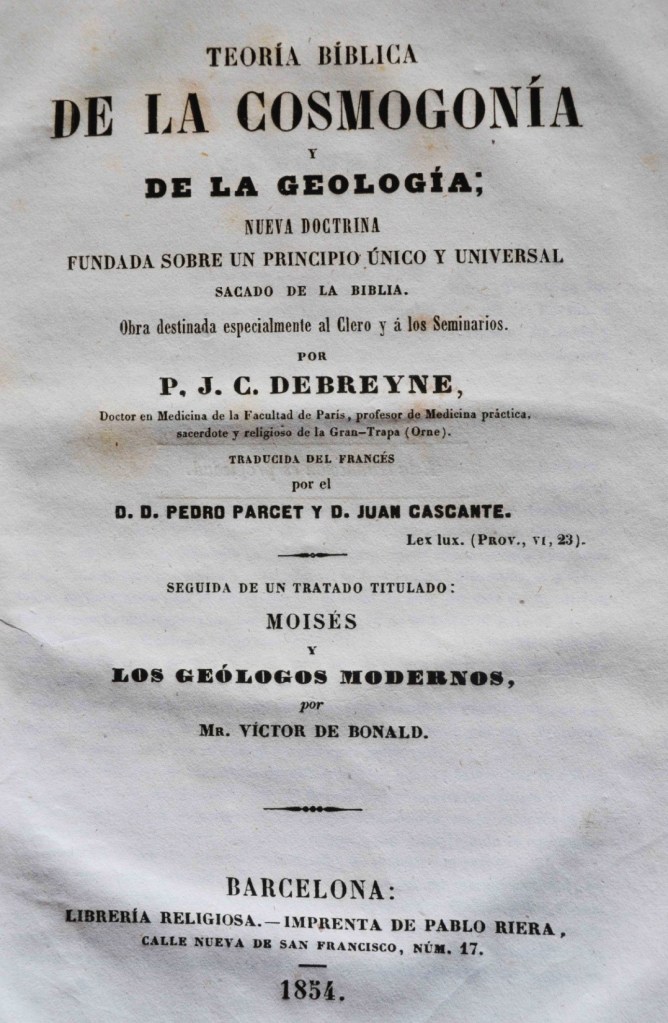 TEORÍA BÍBLICA
DE LA COSMOGONÍA
Y
DE LA GEOLOGÍA;
NUEVA DOCTRINA
FUNDADA SOBRE UN PRINCIPIO ÚNICO Y UNIVERSAL
SACADO DE LA BIBLIA.
Obra destinada especialmente al Clero y á los Seminarios.
POR
P. J. C. DEBREYNE,
Doctor en Medicina de la Facultad de París, profesor de Medicina práctica,
sacerdote y religioso de la Gran-Trapa (Orne).
TRADUCIDA DEL FRANCÉS
por el
D. D. PEDRO PARCET Y D. JUAN CASCANTE.
Lex lux. (PROV., VI, 23).
SEGUIDA DE UN TRATADO TITULADO:
MOISÉS
Y
LOS GEÓLOGOS MODERNOS,
por
MR. VÍCTOR DE BONALD.
BARCELONA:
LIBRERÍA RELIGIOSA.—IMPRENTA DE PABLO RIERA,
CALLE NUEVA DE SAN FRANCISCO, NÚM. 17.
1854.